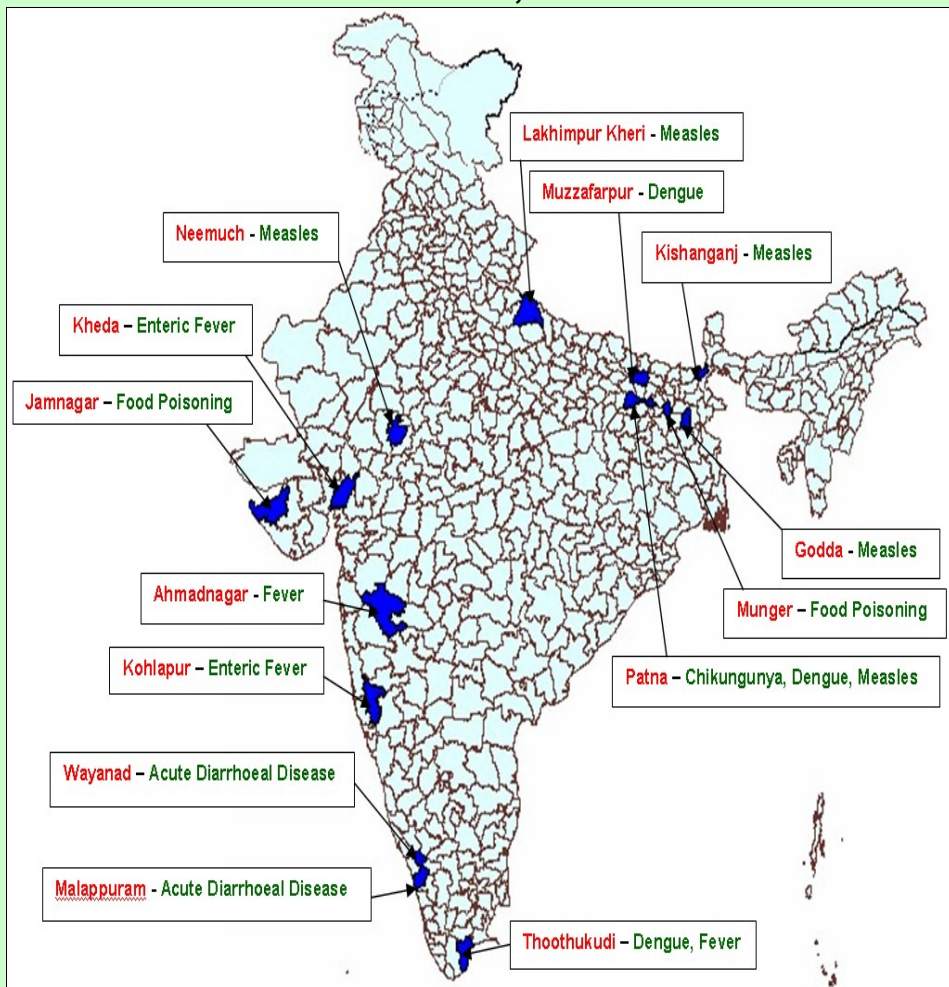 Lakhimpur Kheri - Measles
Muzzafarpur – Dengue
Neemuch - Measles
Kishanganj – Measles
Kheda – Enteric Fever
Jamnagar – Food Poisoning
Godda - Measles
Ahmadnagar - Fever
Munger – Food Poisoning
Kohlapur – Enteric Fever
Patna – Chikungunya, Dengue, Measles
Wayanad – Acute Diarrhoeal Disease
Malappuram - Acute Diarrhoeal Disease
Thoothukudi – Dengue, Fever